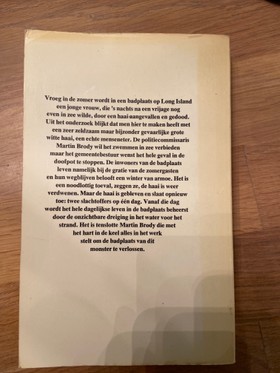 Vroeg in de zomer wordt in een badplaats op Long Island
een jonge vrouw, die 's nachts na een vrijage nog
even in zee wilde, door een haai aangevallen en gedood.
Uit het onderzoek blijkt dat men hier te maken heeft met
een zeer zeldzaam maar bijzonder gevaarlijke grote
witte haai, een echte menseneter. De politiecommissaris
Martin Brody wil het zwemmen in zee verbieden
maar het gemeentebestuur wenst het hele geval in de
doofpot te stoppen. De inwoners van de badplaats
leven namelijk bij de gratie van de zomergasten
en hun wegblijven belooft een winter van armoe. Het is
een noodlottig toeval, zeggen ze, de haai is weer
verdwenen. Maar de haai is gebleven en slaat opnieuw
toe: twee slachtoffers op één dag. Vanaf die dag
wordt het hele dagelijkse leven in de badplaats beheerst
door de onzichtbare dreiging in het water voor het
strand. Het is tenslotte Martin Brody die met
het hart in de keel alles in het werk
stelt om de badplaats van dit
monster te verlossen.